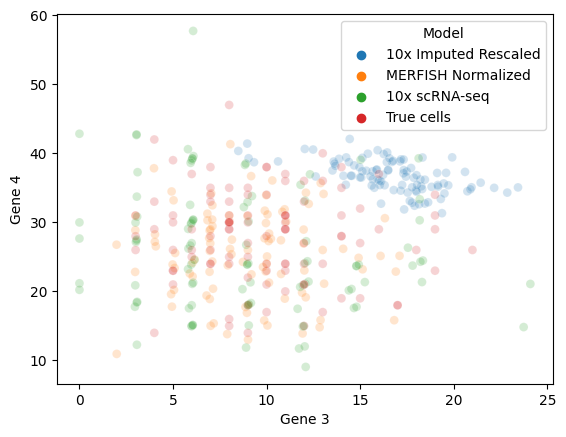 60
50
40
30
20
10
Gene 4
0
5
10
15
20
25
Gene 3
Model
10x Imputed Rescaled
MERFISH Normalized
10x scRNA-seq
True cells